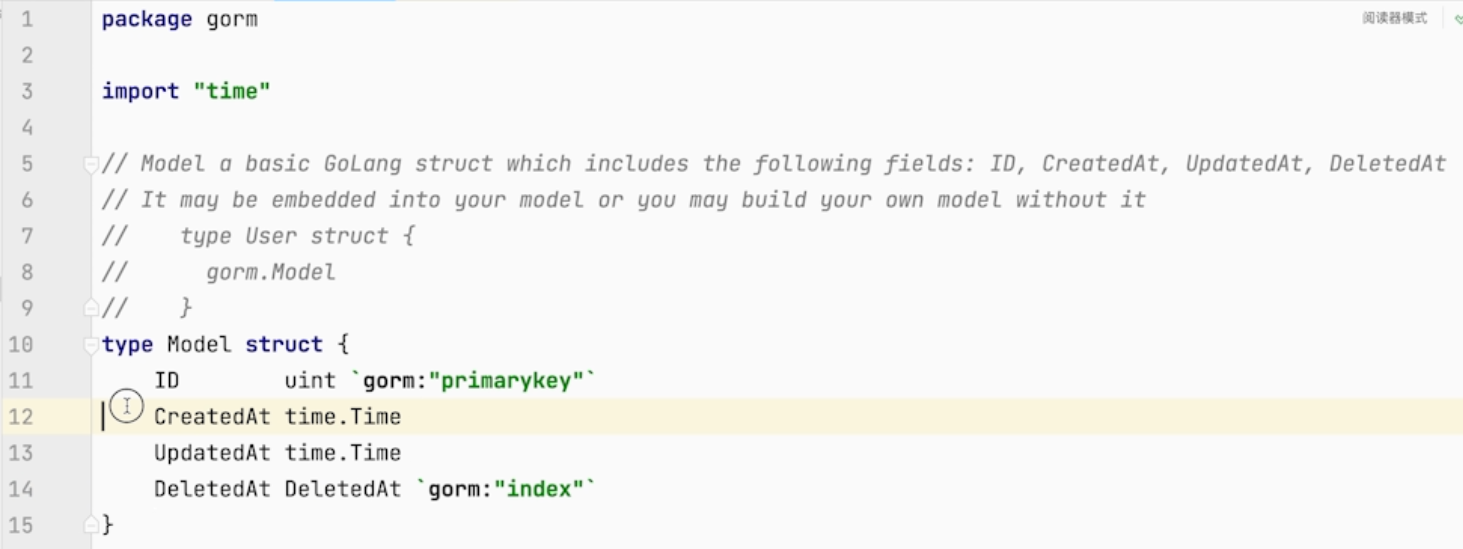 1 package gorm 阅读器模式
2
3 import "time"
4
5 // Model a basic GoLang struct which includes the following fields: ID, CreatedAt, UpdatedAt, DeletedAt
6 // It may be embedded into your model or you may build your own model without it
7 //    type User struct {
8 //      gorm.Model
9 //    }
10 type Model struct {
11     ID        uint `gorm:"primarykey"`
12     CreatedAt time.Time
13     UpdatedAt time.Time
14     DeletedAt DeletedAt `gorm:"index"`
15 }